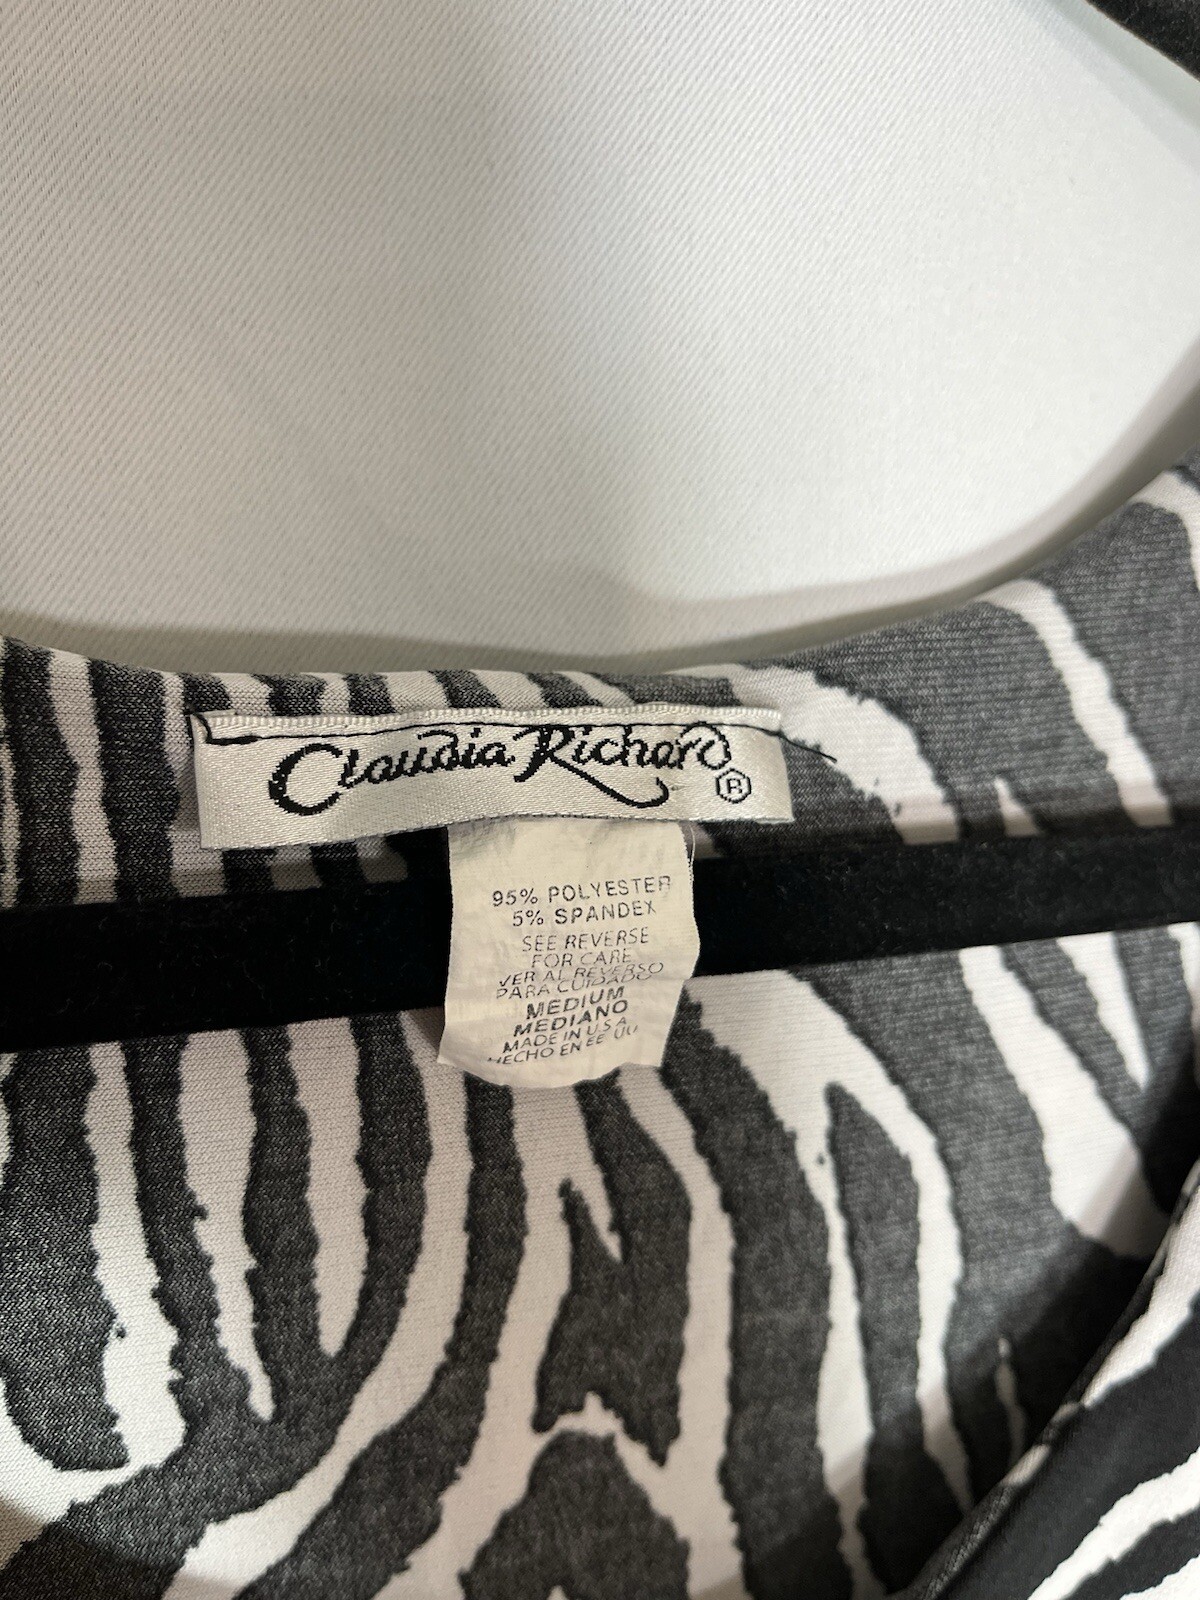 Claudia Richard®
95% POLYESTER
5% SPANDEX
SEE REVERSE
FOR CARE
VER AL REVERSO
PARA CUIDADO
MEDIUM
MEDIANO
MADE IN U.S.A
HECHO EN EE UU